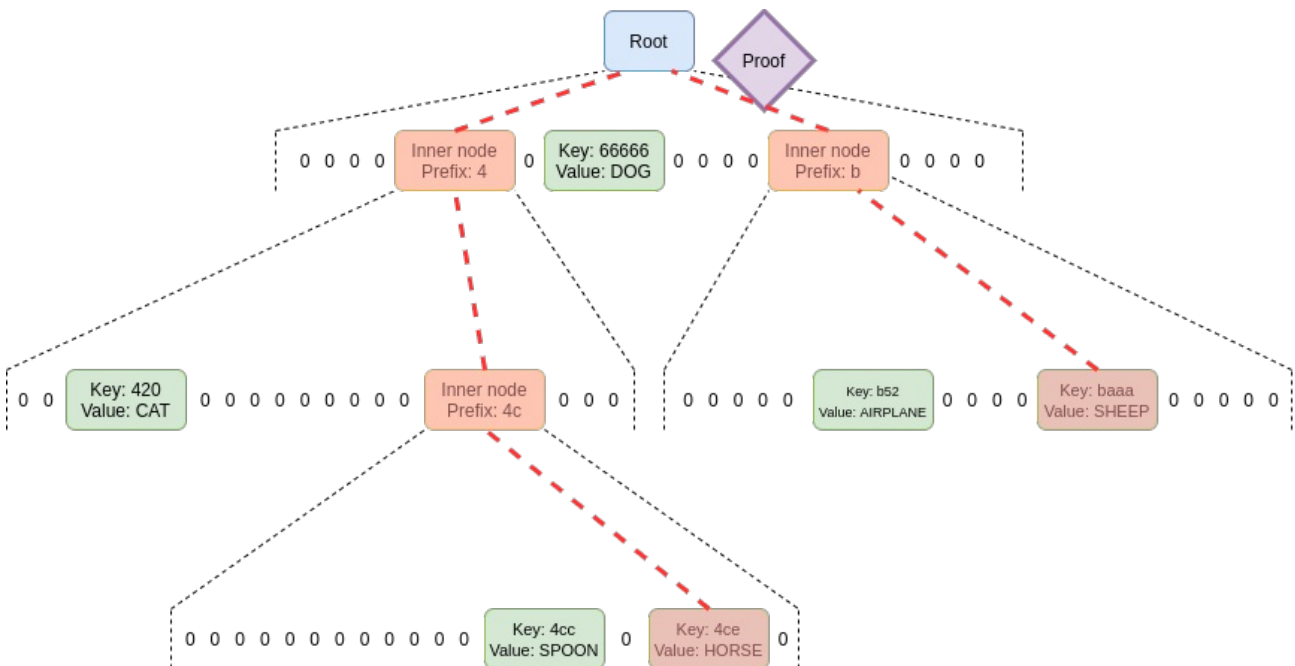 Root
Proof
0 0 0 0
Inner node
Prefix: 4
0
Key: 66666
Value: DOG
0 0 0 0
Inner node
Prefix: b
0 0 0 0
0 0
Key: 420
Value: CAT
0 0 0 0 0 0 0 0 0
Inner node
Prefix: 4c
0 0 0
0 0 0 0 0
Key: b52
Value: AIRPLANE
0 0 0 0
Key: baaa
Value: SHEEP
0 0 0 0 0
0 0 0 0 0 0 0 0 0 0 0 0
Key: 4cc
Value: SPOON
0
Key: 4ce
Value: HORSE
0